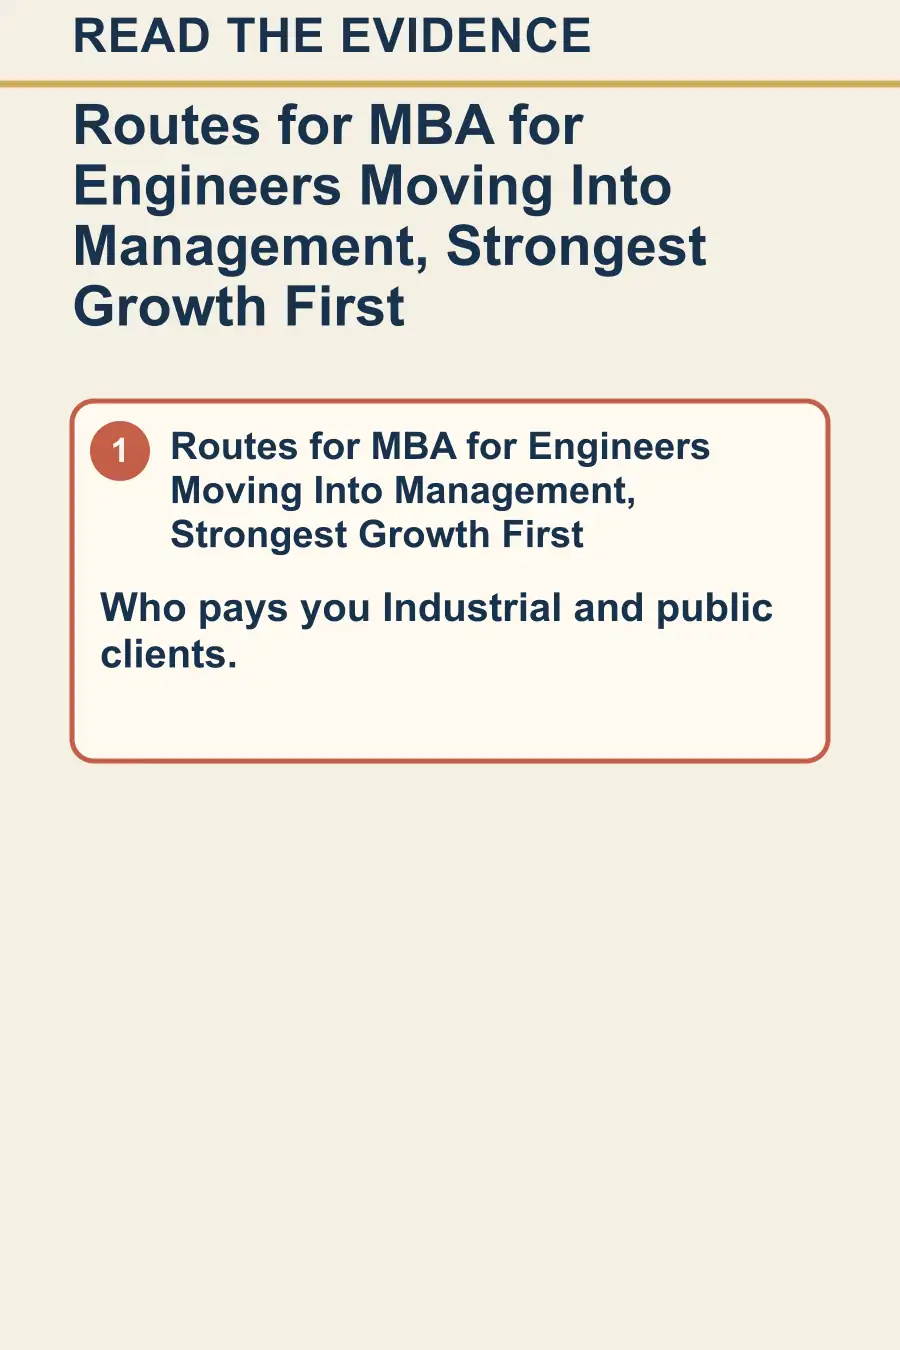 READ THE EVIDENCE
Routes for MBA for
Engineers Moving Into
Management, Strongest
Growth First
1
Routes for MBA for Engineers
Moving Into Management,
Strongest Growth First
Who pays you Industrial and public
clients.